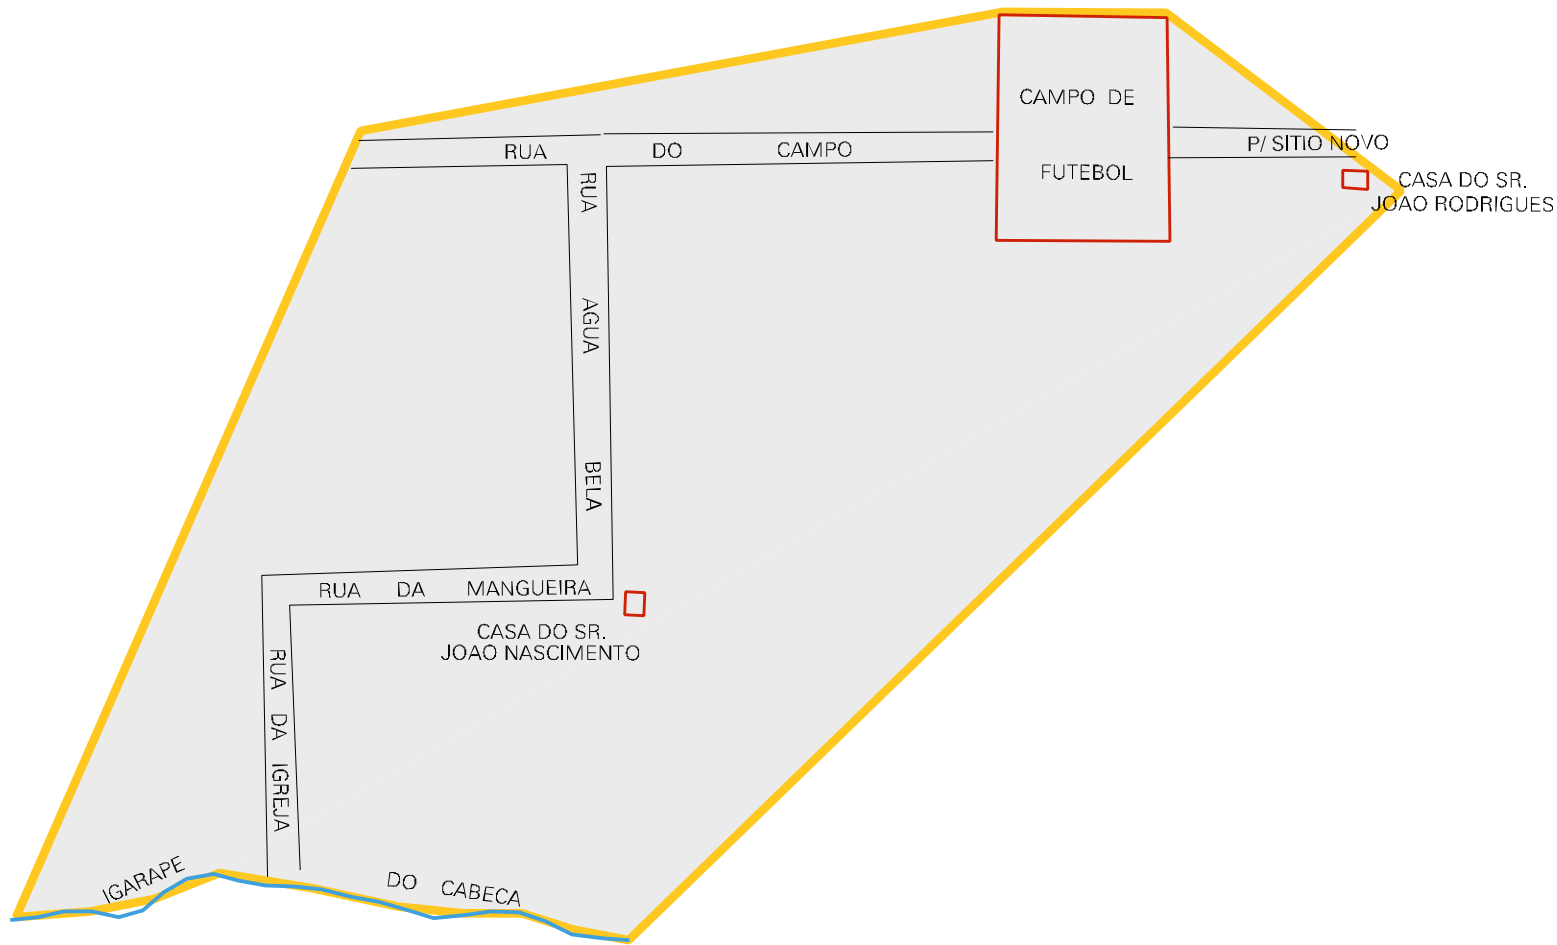 CAMPO DE
FUTEBOL
RUA DO CAMPO
P/ SITIO NOVO
CASA DO SR.
JOAO RODRIGUES
RUA AGUA BELA
RUA DA MANGUEIRA
CASA DO SR.
JOAO NASCIMENTO
RUA DA IGREJA
IGARAPE DO CABECA